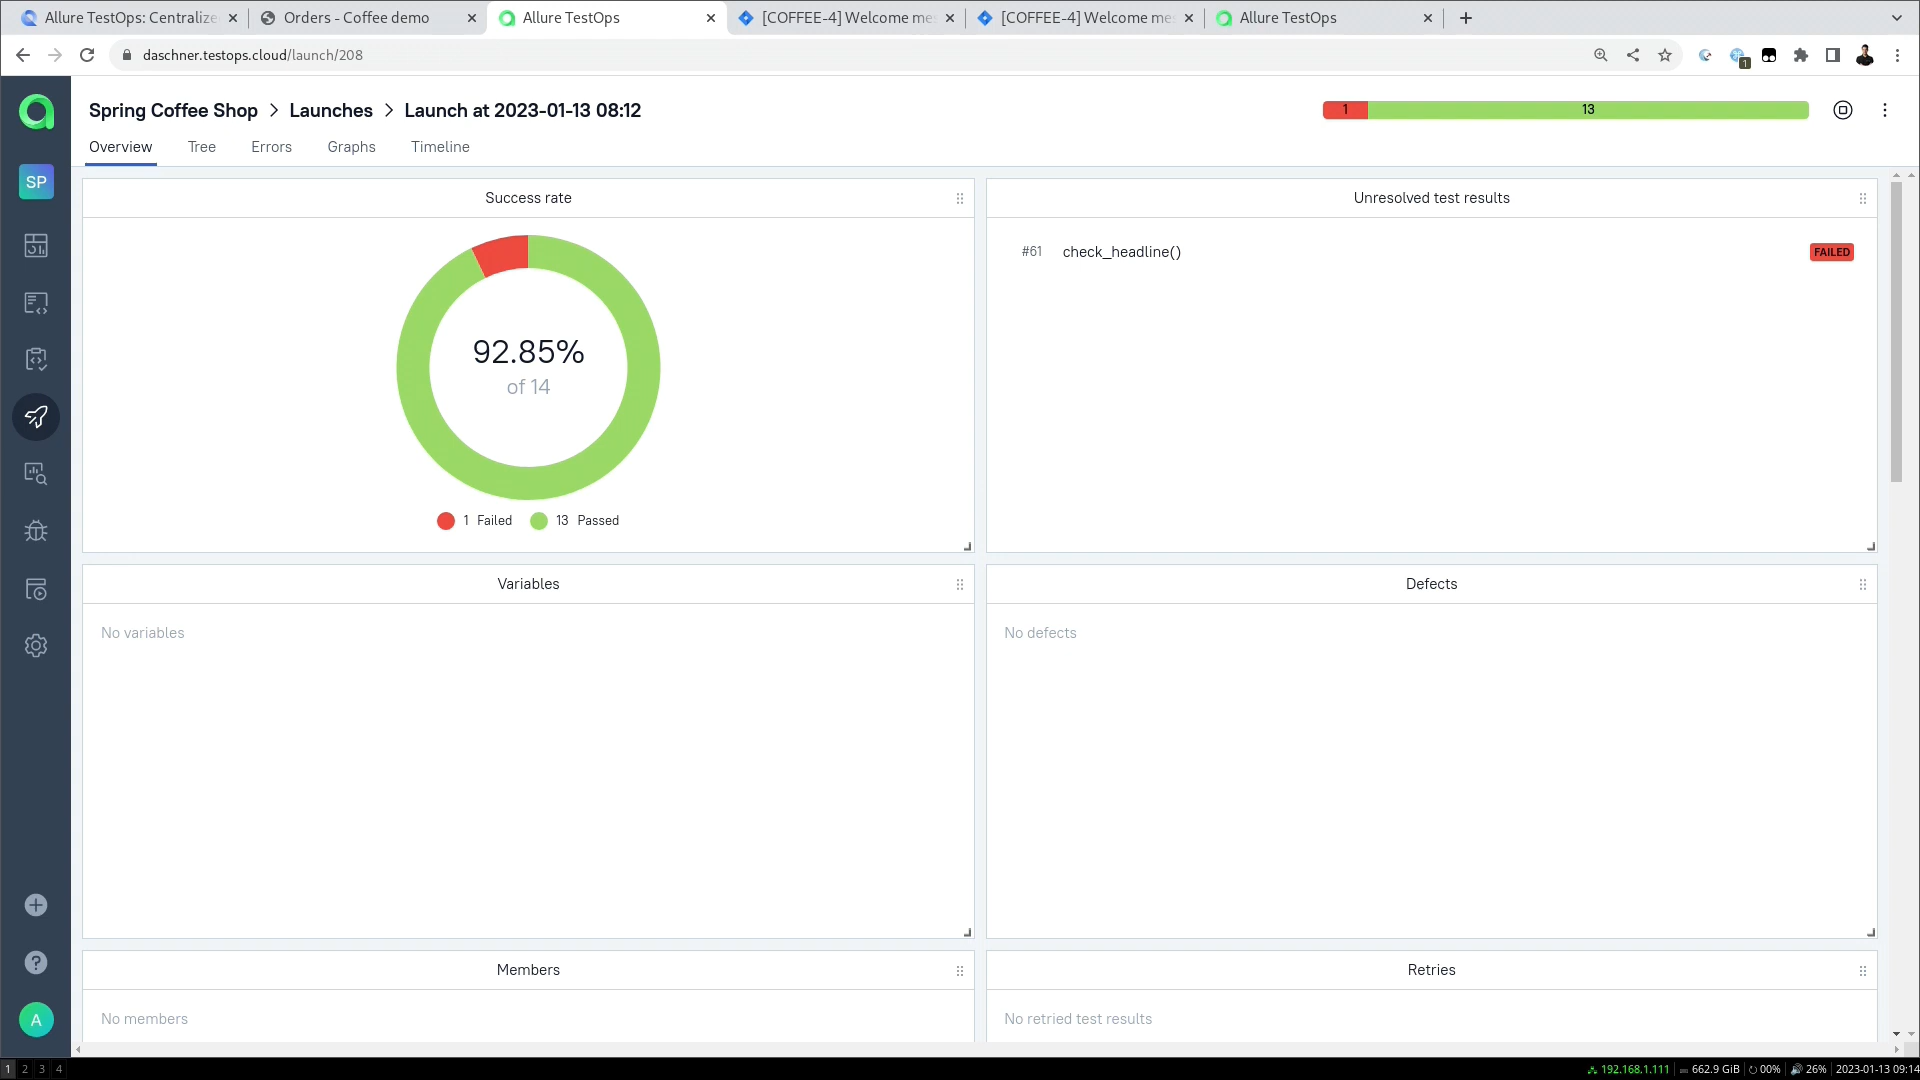 Allure TestOps: Centralize
Orders - Coffee demo
Allure TestOps
[COFFEE-4] Welcome me
[COFFEE-4] Welcome me
Allure TestOps
daschner.testops.cloud/launch/208
1
Spring Coffee Shop > Launches > Launch at 2023-01-13 08:12
1
13
Overview
Tree
Errors
Graphs
Timeline
SP
Success rate
92.85%
of 14
1 Failed
13 Passed
Unresolved test results
#61 check_headline()
FAILED
Variables
No variables
Defects
No defects
Members
No members
Retries
No retried test results
A
1 2 3 4
192.168.1.111 | 662.9 GiB | 00% | 26% | 2023-01-13 09:14